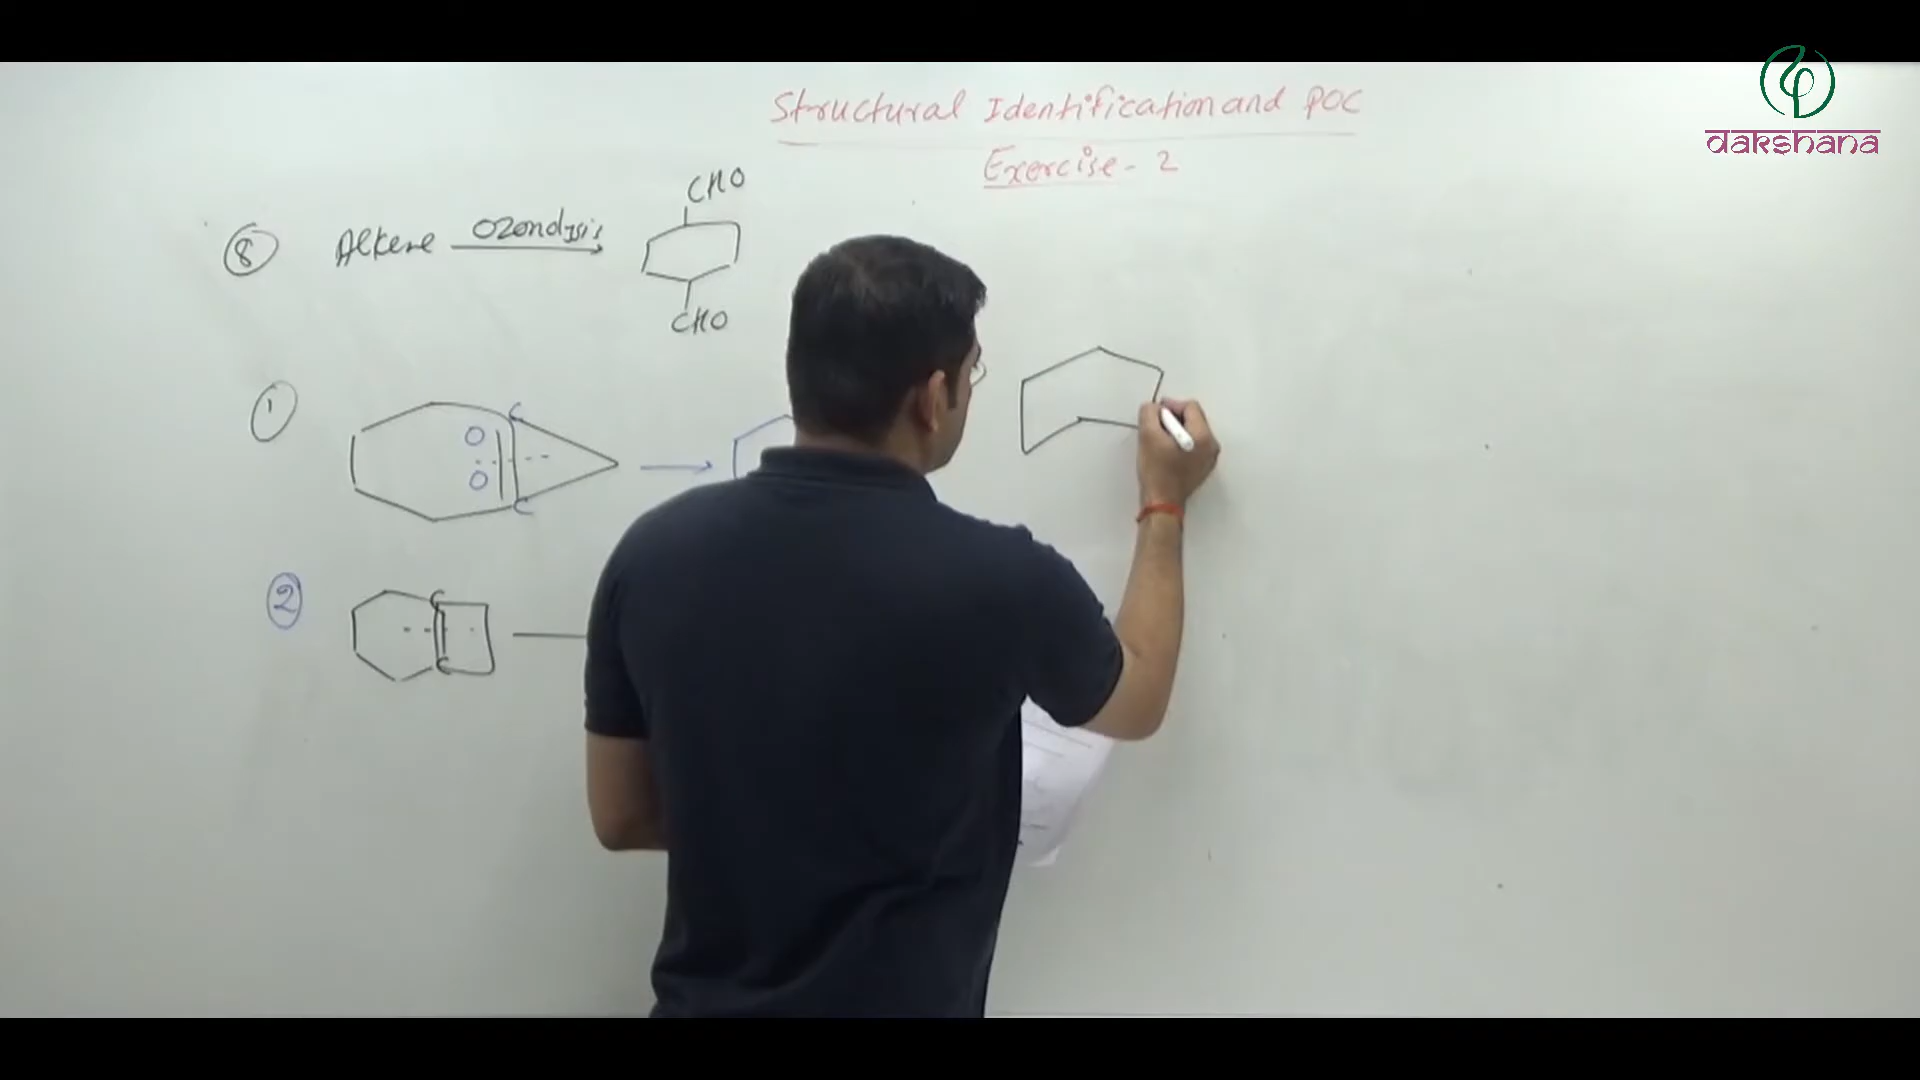 Structural Identification and POC
Exercise - 2
dakshana
CHO
8 Alkene Ozonolysis
CHO
1
C
O
O
C
2
C
C